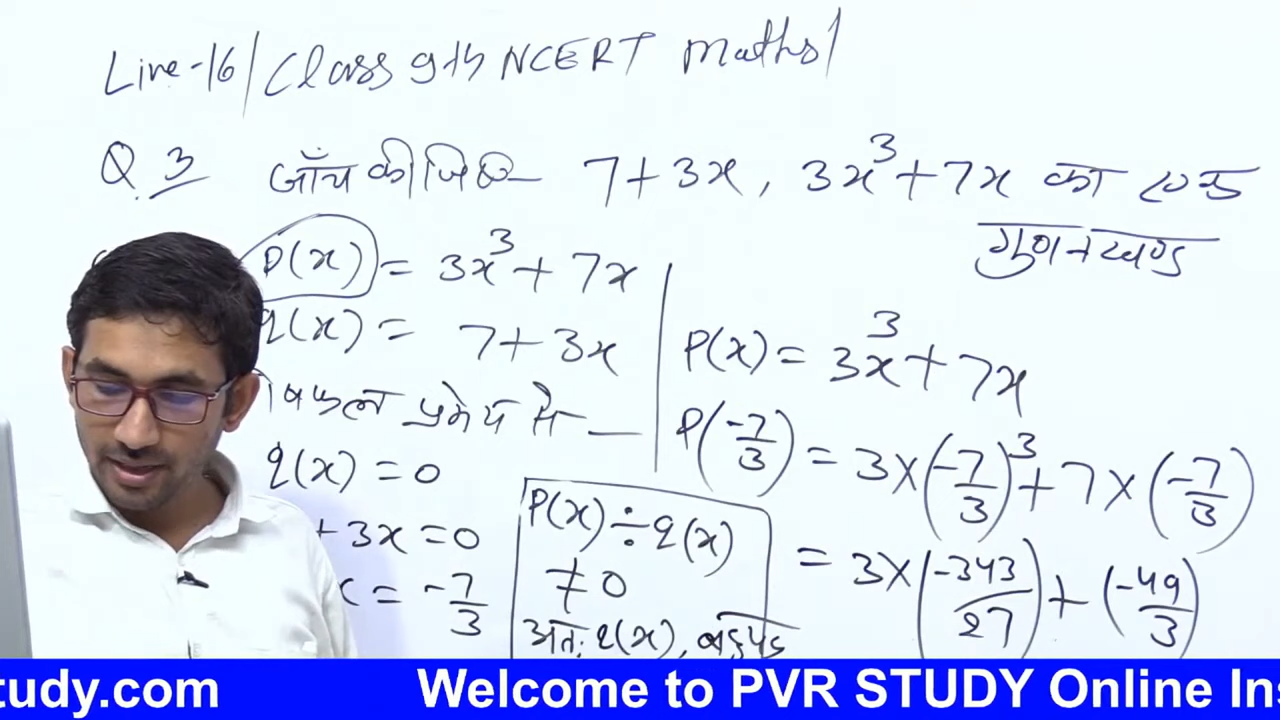 Live-16/Class 9th NCERT Maths/
Q.3 जाँच कीजिए 7+3x, 3x³+7x का एक
गुणनखण्ड
P(x) = 3x³+7x
q(x) = 7+3x
प्रमेय से —
q(x) = 0
+3x = 0
x = -7/3
P(x) ÷ q(x)
≠ 0
अतः q(x), बहुपद
P(x) = 3x³+7x
P(-7/3) = 3×(-7/3)³+7×(-7/3)
= 3×(-343/27)+(-49/3)
tudy.com Welcome to PVR STUDY Online Ins